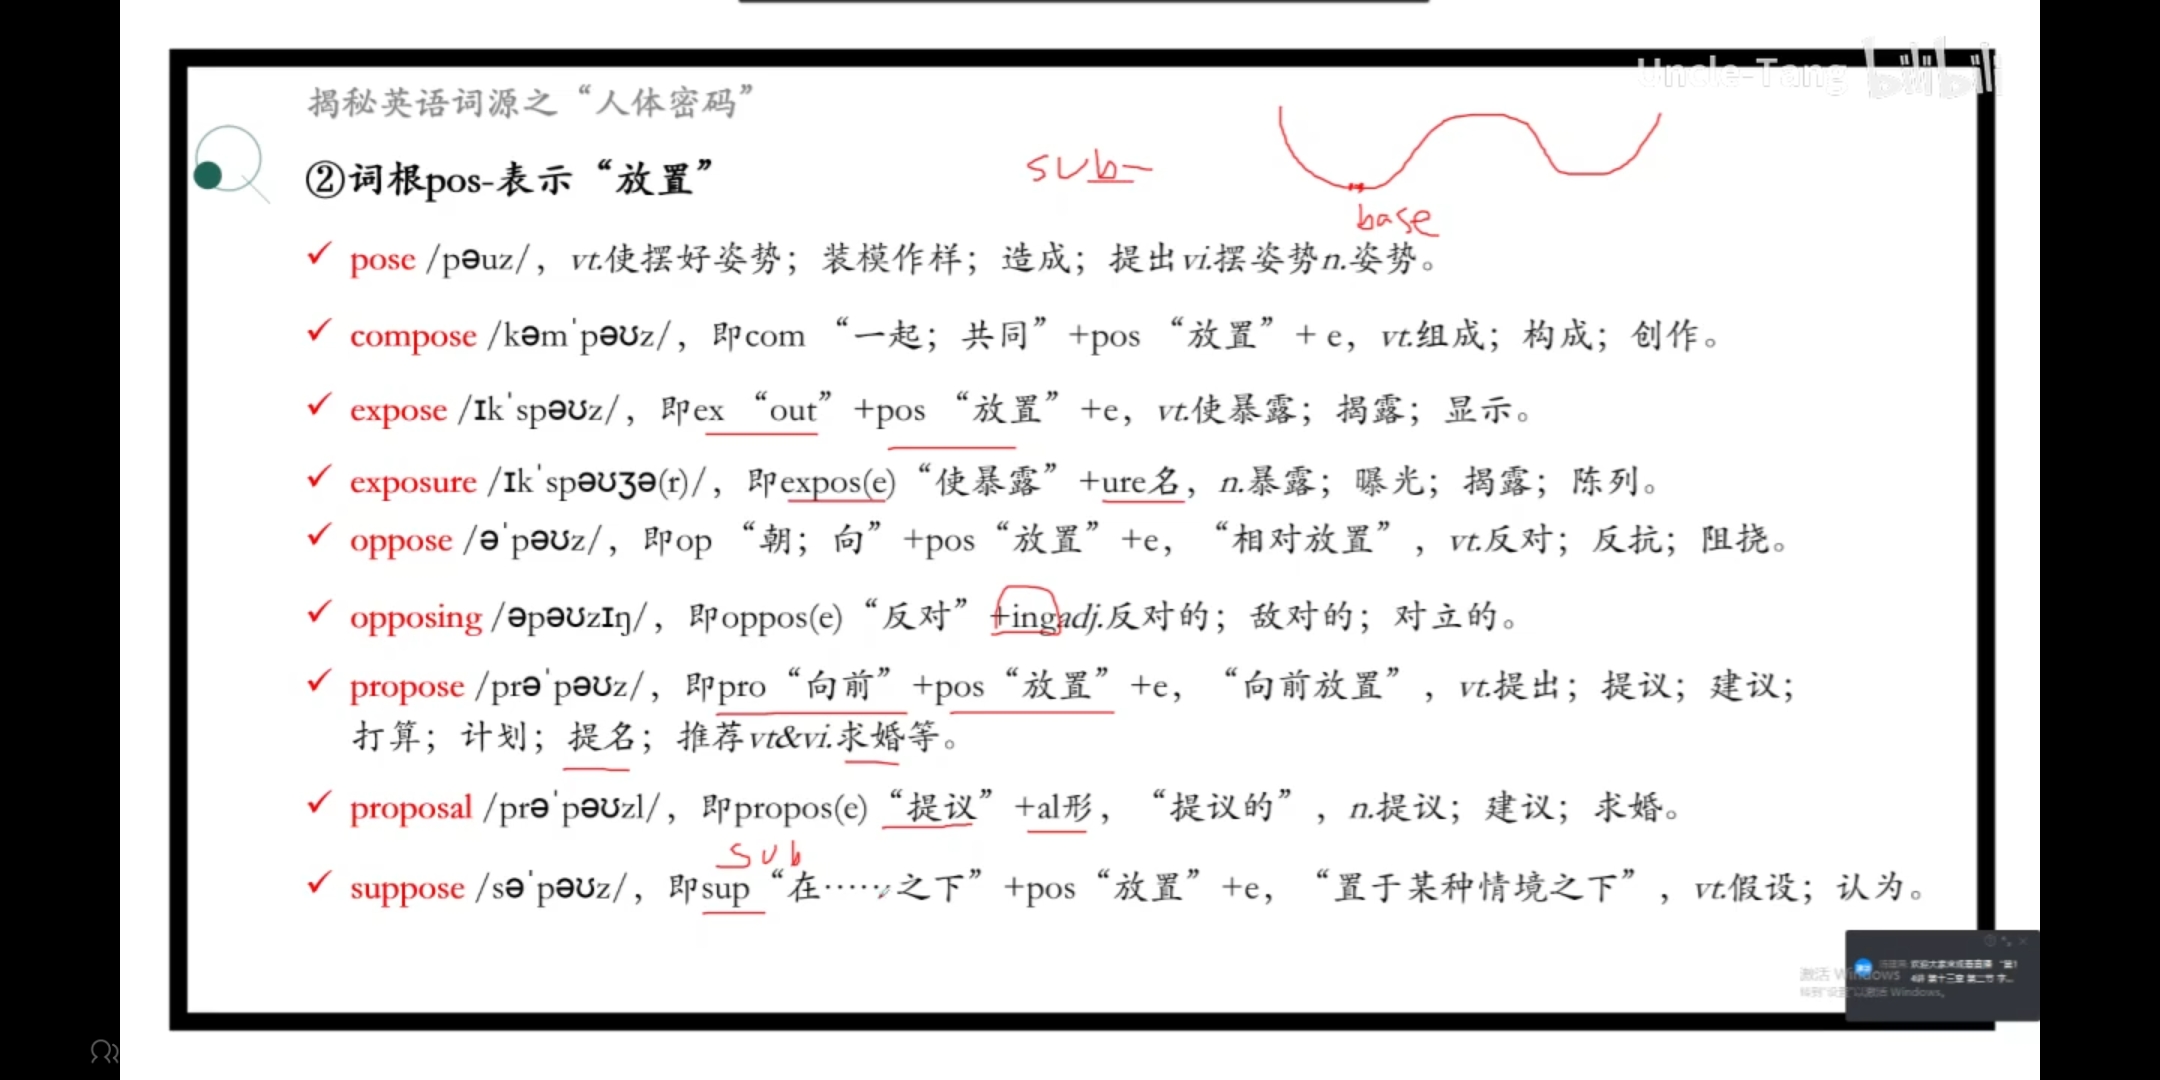 Uncle-Tang bilibili
揭秘英语词源之“人体密码”
②词根pos-表示“放置”
sub-
base
✓ pose /pəuz/，vt.使摆好姿势；装模作样；造成；提出vi.摆姿势n.姿势。
✓ compose /kəmˈpəʊz/，即com “一起；共同”+pos “放置”+ e，vt.组成；构成；创作。
✓ expose /ɪkˈspəʊz/，即ex “out”+pos “放置”+e，vt.使暴露；揭露；显示。
✓ exposure /ɪkˈspəʊʒə(r)/，即expos(e)“使暴露”+ure名，n.暴露；曝光；揭露；陈列。
✓ oppose /əˈpəʊz/，即op “朝；向”+pos“放置”+e，“相对放置”，vt.反对；反抗；阻挠。
✓ opposing /əpəʊzɪŋ/，即oppos(e)“反对”+ingadj.反对的；敌对的；对立的。
✓ propose /prəˈpəʊz/，即pro“向前”+pos“放置”+e，“向前放置”，vt.提出；提议；建议；
打算；计划；提名；推荐vt&vi.求婚等。
✓ proposal /prəˈpəʊzl/，即propos(e)“提议”+al形，“提议的”，n.提议；建议；求婚。
sub
✓ suppose /səˈpəʊz/，即sup“在……之下”+pos“放置”+e，“置于某种情境之下”，vt.假设；认为。
激活 Windows